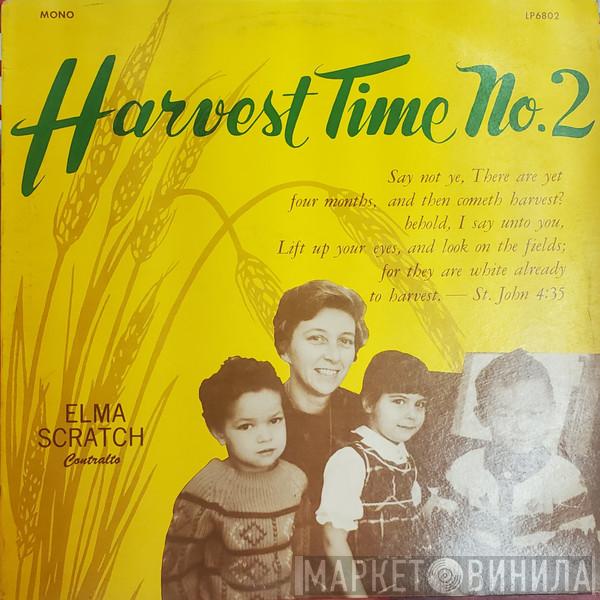 MONO
LP6802
Harvest Time No. 2
Say not ye, There are yet
four months, and then cometh harvest?
behold, I say unto you,
Lift up your eyes, and look on the fields;
for they are white already
to harvest. — St. John 4:35
ELMA
SCRATCH
Contralto
МАРКЕТ ВИНИЛА